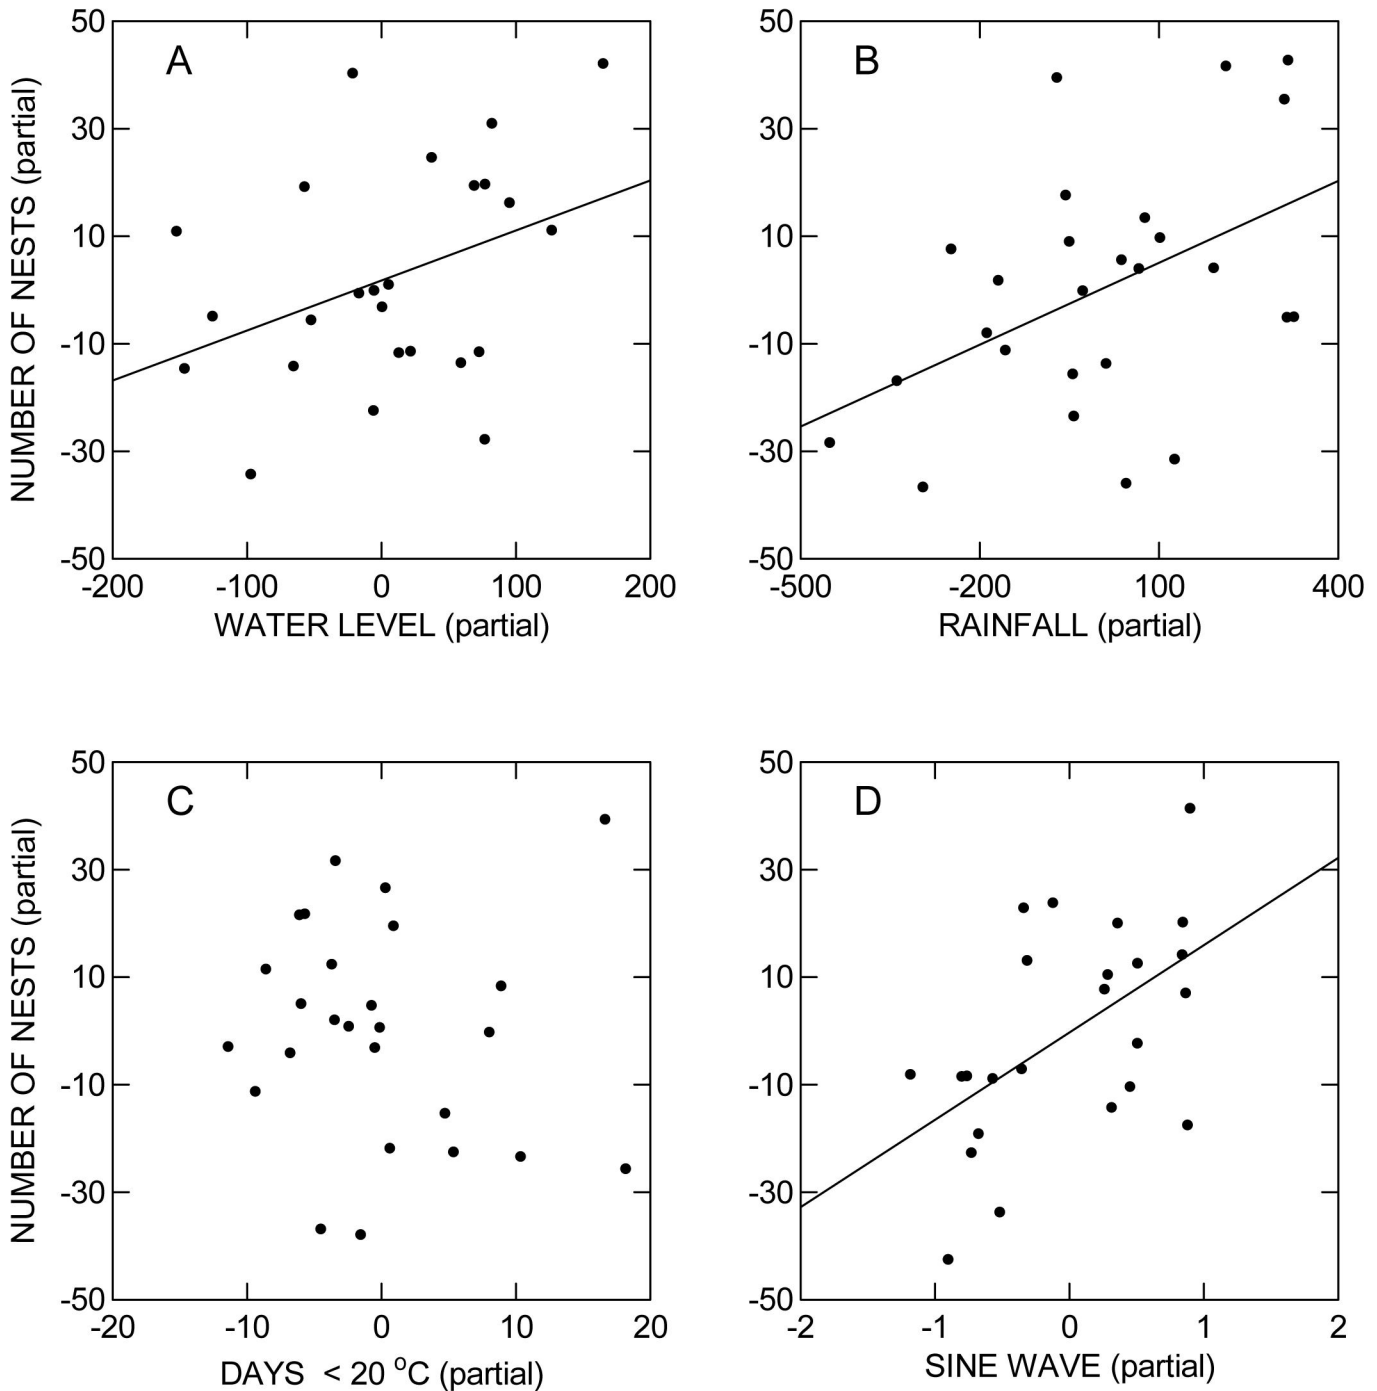 A
B
NUMBER OF NESTS (partial)
50
30
10
-10
-30
-50
-200 -100 0 100 200
WATER LEVEL (partial)
50
30
10
-10
-30
-50
-500 -200 100 400
RAINFALL (partial)
C
D
NUMBER OF NESTS (partial)
50
30
10
-10
-30
-50
-20 -10 0 10 20
DAYS < 20 °C (partial)
50
30
10
-10
-30
-50
-2 -1 0 1 2
SINE WAVE (partial)